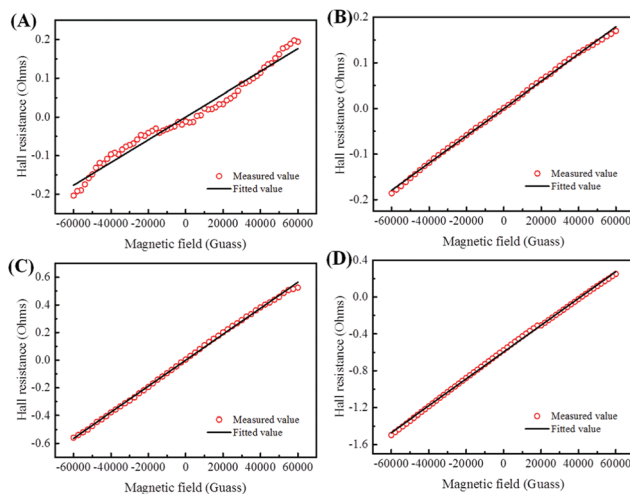 (A)
Hall resistance (Ohms)
0.2
0.1
0.0
-0.1
-0.2
Measured value
Fitted value
-60000 -40000 -20000 0 20000 40000 60000
Magnetic field (Guass)
(B)
Hall resistance (Ohms)
0.2
0.1
0.0
-0.1
-0.2
Measured value
Fitted value
-60000 -40000 -20000 0 20000 40000 60000
Magnetic field (Guass)
(C)
Hall resistance (Ohms)
0.6
0.4
0.2
0.0
-0.2
-0.4
-0.6
Measured value
Fitted value
-60000 -40000 -20000 0 20000 40000 60000
Magnetic field (Guass)
(D)
Hall resistance (Ohms)
0.4
0.0
-0.4
-0.8
-1.2
-1.6
Measured value
Fitted value
-60000 -40000 -20000 0 20000 40000 60000
Magnetic field (Guass)